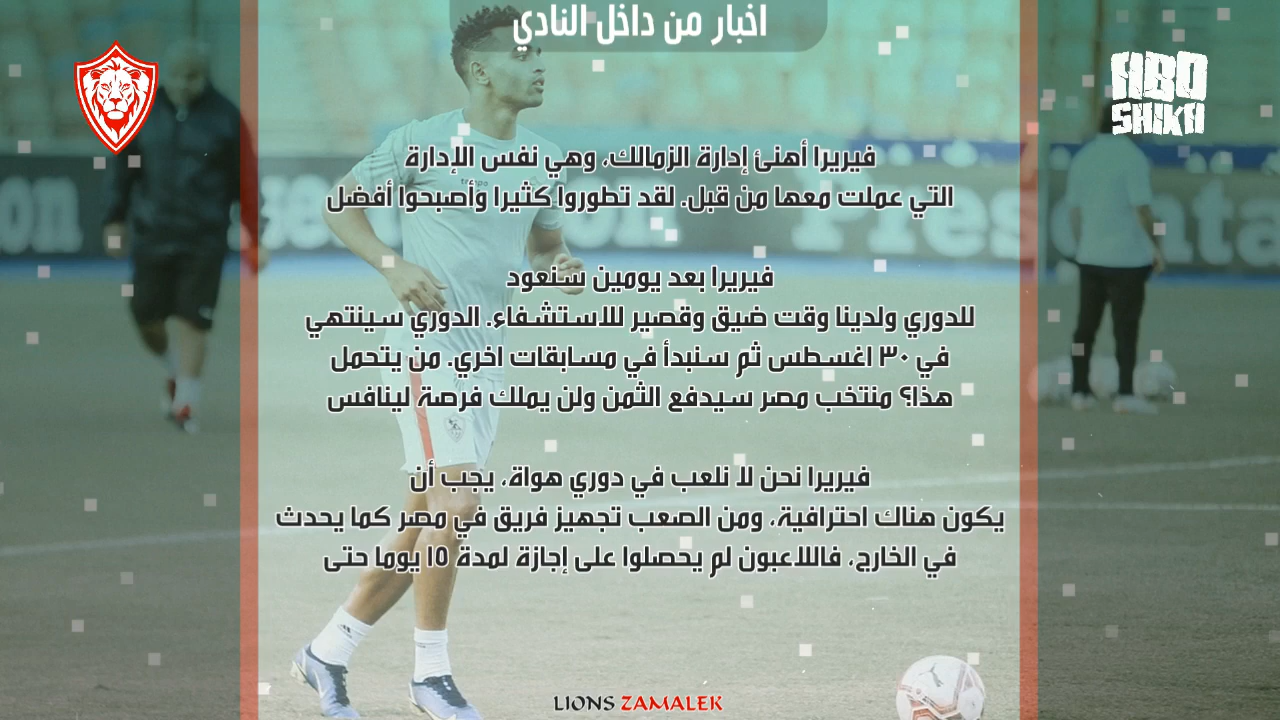 اخبار من داخل النادي
ABO
SHIKA
فيريرا أهنئ إدارة الزمالك، وهي نفس الإدارة
التي عملت معها من قبل. لقد تطوروا كثيرا وأصبحوا أفضل
فيريرا بعد يومين سنعود
للدوري ولدينا وقت ضيق وقصير للاستشفاء. الدوري سينتهي
في ٣٠ اغسطس ثم سنبدأ في مسابقات اخري. من يتحمل
هذا؟ منتخب مصر سيدفع الثمن ولن يملك فرصة لينافس
فيريرا نحن لا نلعب في دوري هواة، يجب أن
يكون هناك احترافية، ومن الصعب تجهيز فريق في مصر كما يحدث
في الخارج، فاللاعبون لم يحصلوا على إجازة لمدة ١٥ يوما حتى
LIONS ZAMALEK